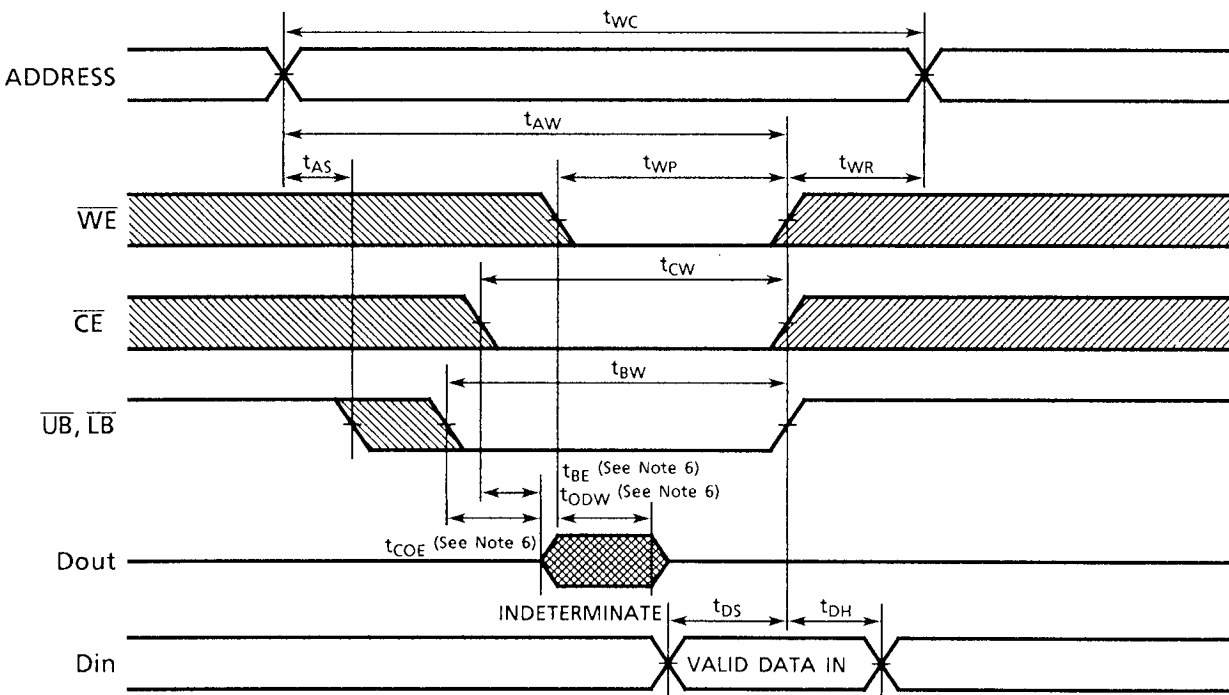 tWC
ADDRESS
tAW
tAS
tWP
tWR
WE
tCW
CE
tBW
UB, LB
tBE (See Note 6)
tODW (See Note 6)
tCOE (See Note 6)
Dout
INDETERMINATE
tDS
tDH
Din
VALID DATA IN